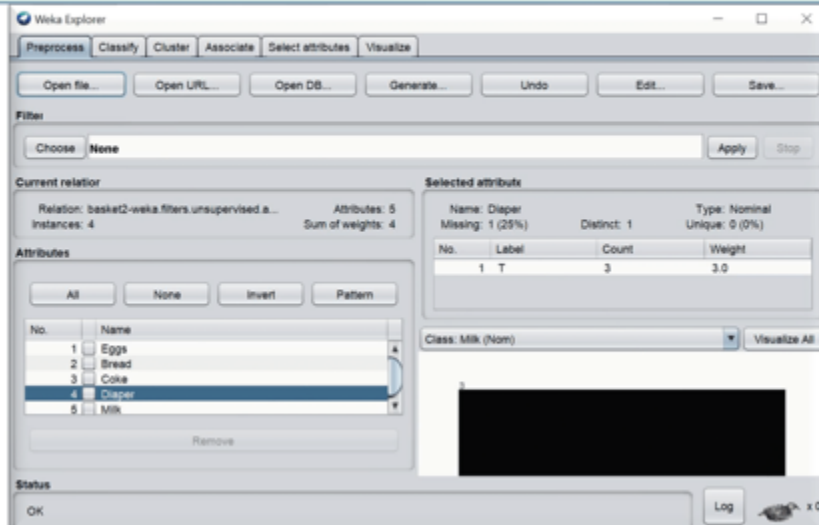 Weka Explorer
Preprocess Classify Cluster Associate Select attributes Visualize
Open file... Open URL... Open DB... Generate... Undo Edit... Save...
Filter
Choose None Apply Stop
Current relation
Relation: basket2-weka.filters.unsupervised.a... Attributes: 5
Instances: 4 Sum of weights: 4
Selected attribute
Name: Diaper Type: Nominal
Missing: 1 (25%) Distinct: 1 Unique: 0 (0%)
No. Label Count Weight
1 T 3 3.0
Attributes
All None Invert Pattern
No. Name
1 Eggs
2 Bread
3 Coke
4 Diaper
5 Milk
Remove
Class: Milk (Nom) Visualize All
3
Status
OK
Log x 0